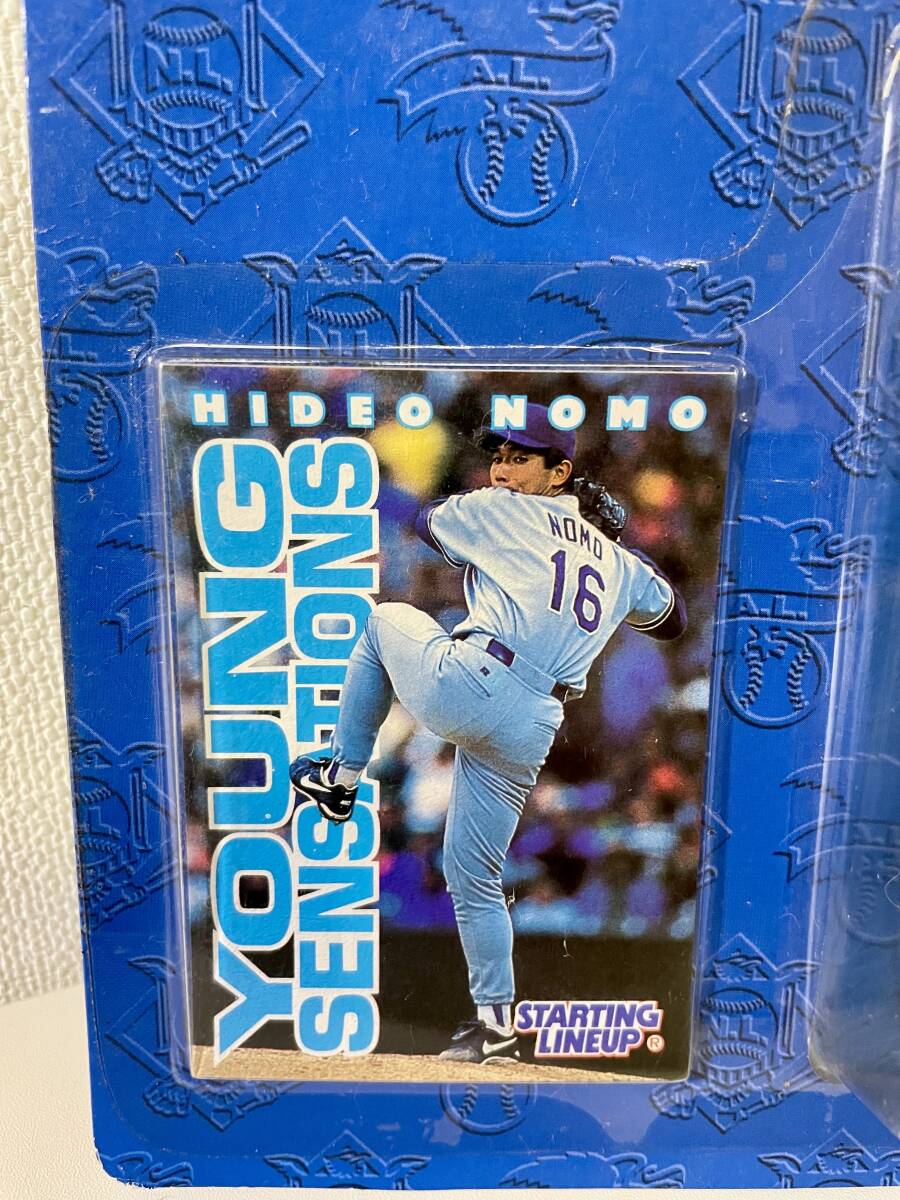 N.L.
A.L.
N.L.
HIDEO NOMO
YOUNG
SENSATIONS
NOMO
16
STARTING
LINEUP®